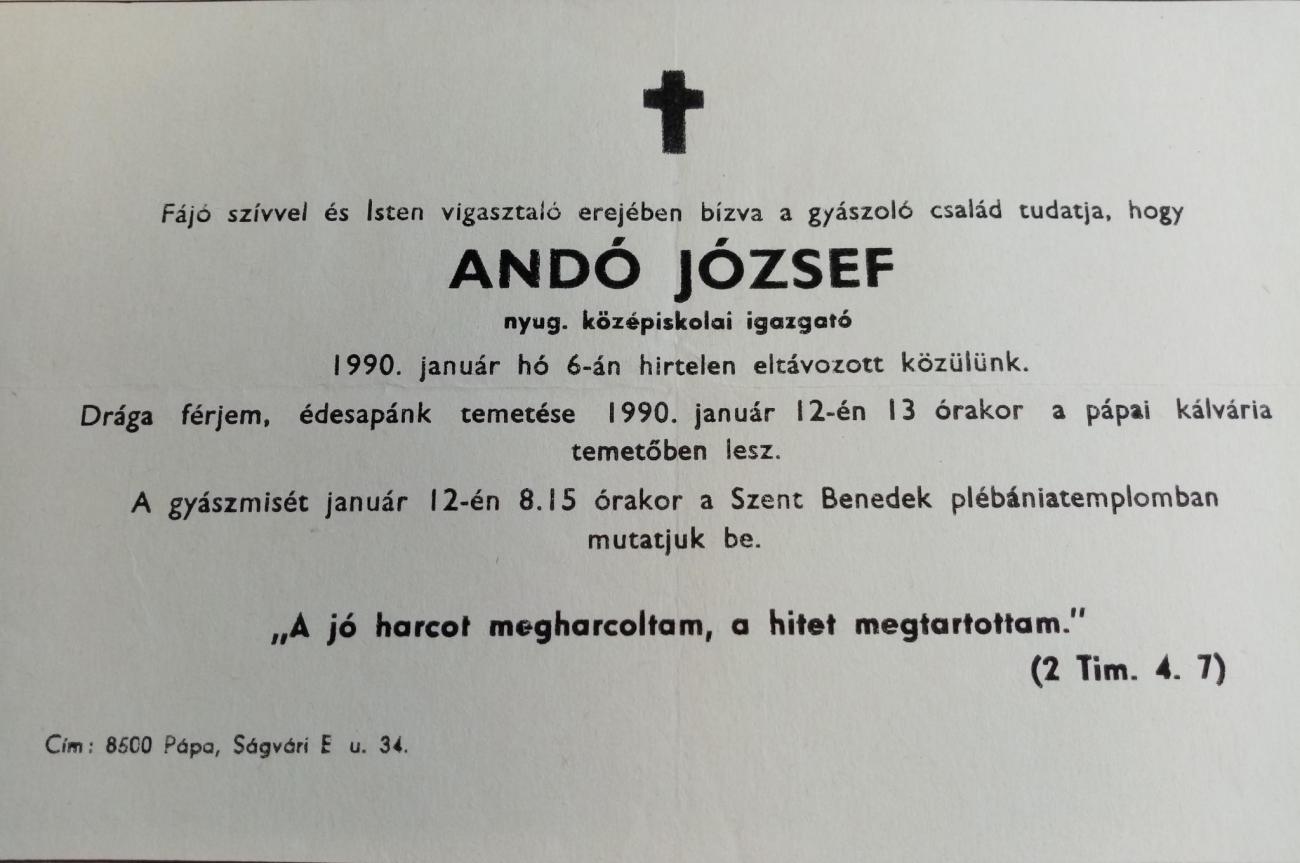 Fájó szívvel és Isten vigasztaló erejében bízva a gyászoló család tudatja, hogy
ANDÓ JÓZSEF
nyug. középiskolai igazgató
1990. január hó 6-án hirtelen eltávozott közülünk.
Drága férjem, édesapánk temetése 1990. január 12-én 13 órakor a pápai kálvária
temetőben lesz.
A gyászmisét január 12-én 8.15 órakor a Szent Benedek plébániatemplomban
mutatjuk be.
„A jó harcot megharcoltam, a hitet megtartottam."
(2 Tim. 4. 7)
Cím: 8500 Pápa, Ságvári E u. 34.